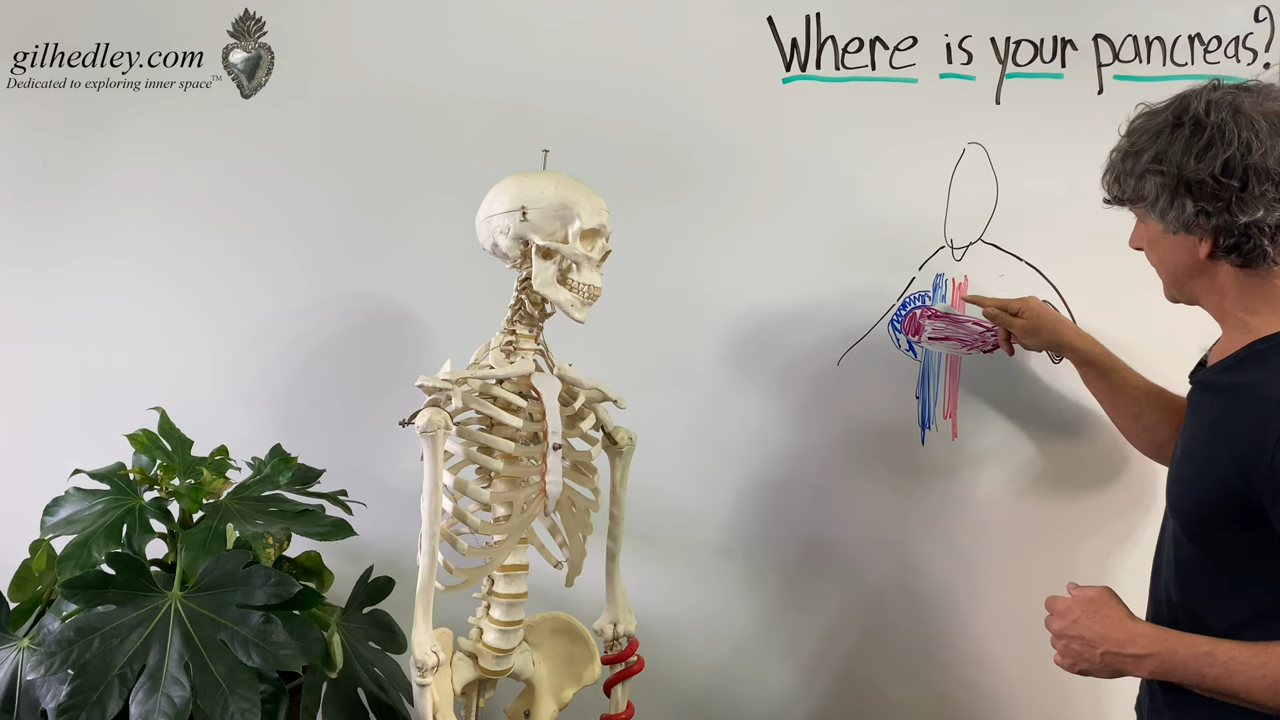 gilhedley.com
Dedicated to exploring inner space™
Where is your pancreas?